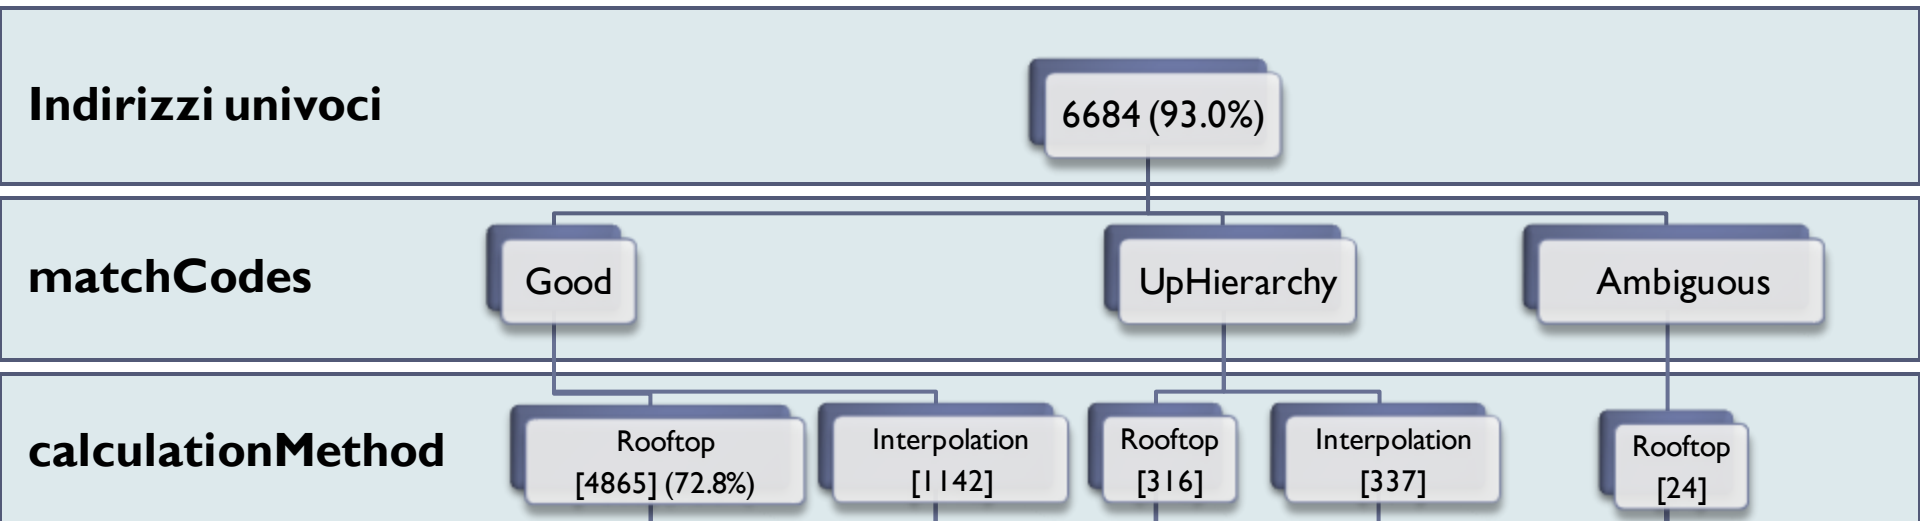 Indirizzi univoci
6684 (93.0%)
matchCodes
Good
UpHierarchy
Ambiguous
calculationMethod
Rooftop
[4865] (72.8%)
Interpolation
[1142]
Rooftop
[316]
Interpolation
[337]
Rooftop
[24]